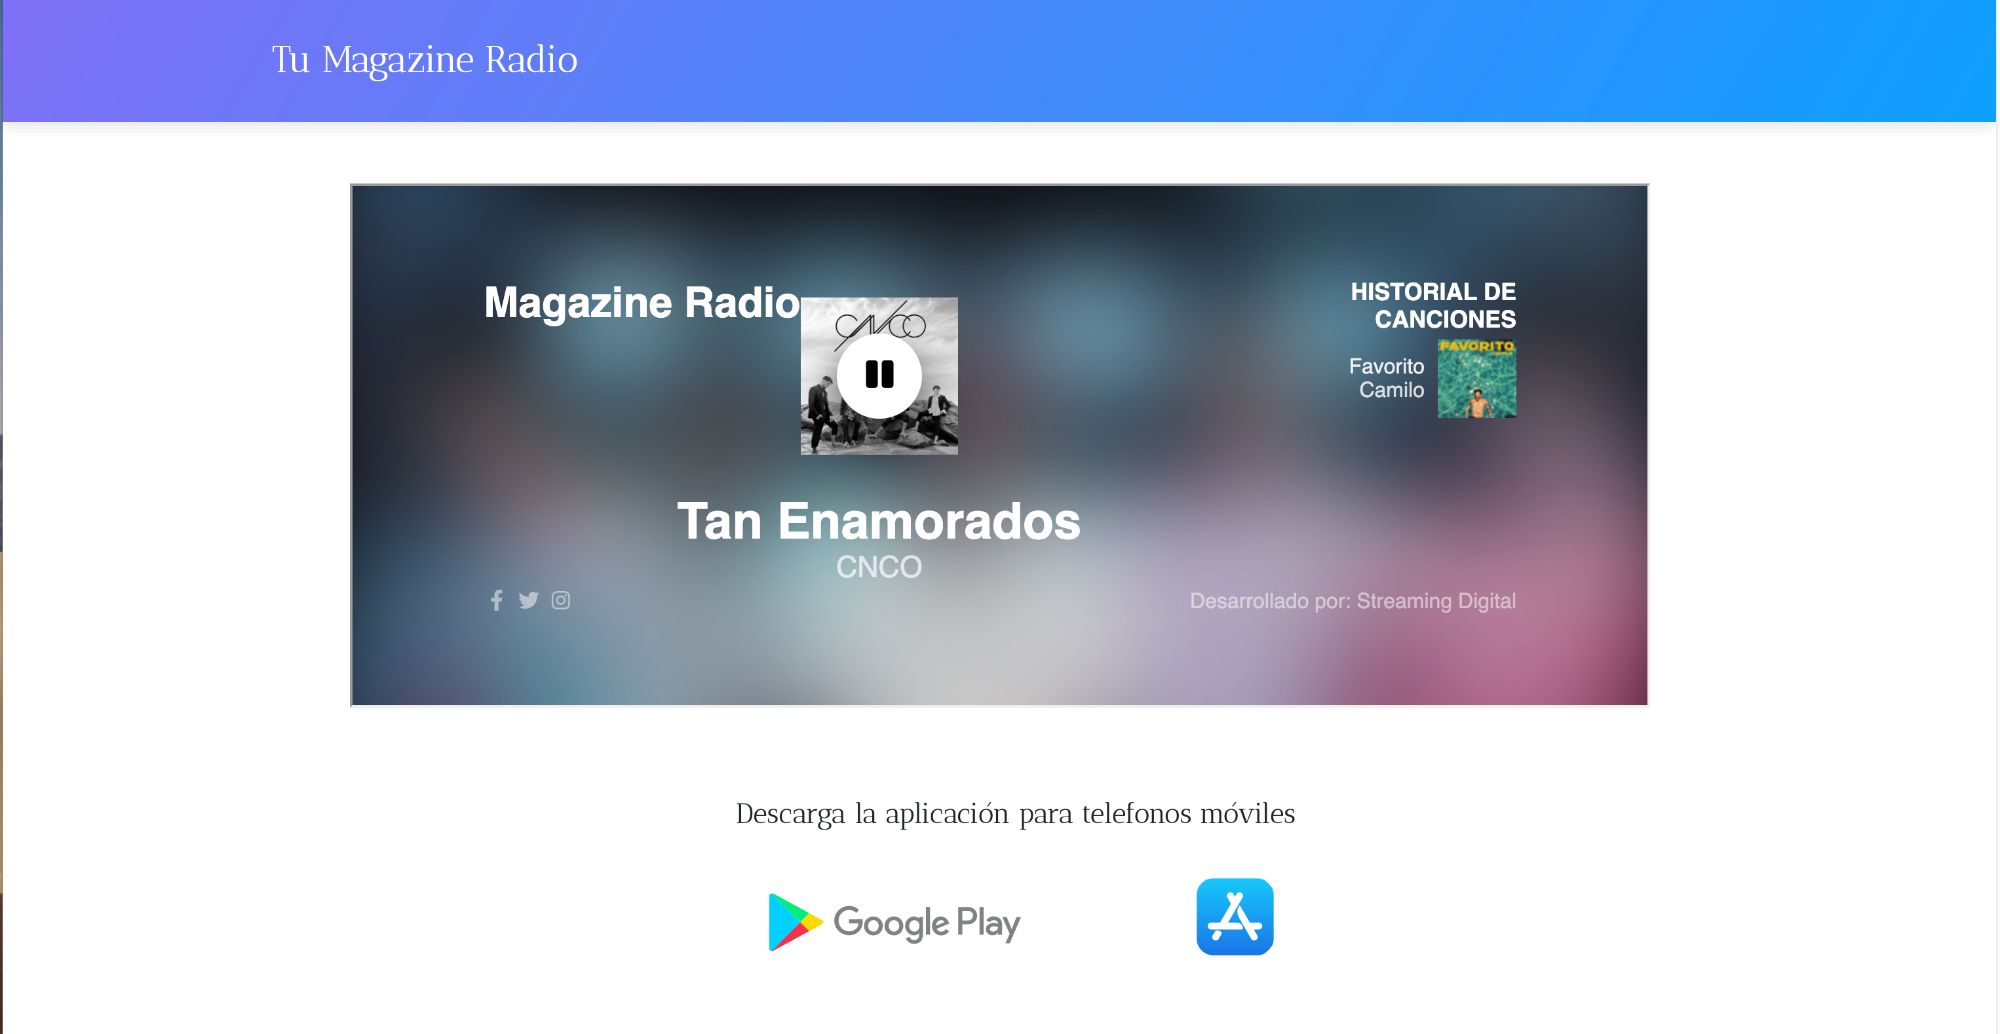 Tu Magazine Radio
Magazine Radio
CNCO
Tan Enamorados
CNCO
HISTORIAL DE
CANCIONES
Favorito
Camilo
FAVORITO
Desarrollado por: Streaming Digital
Descarga la aplicación para telefonos móviles
Google Play